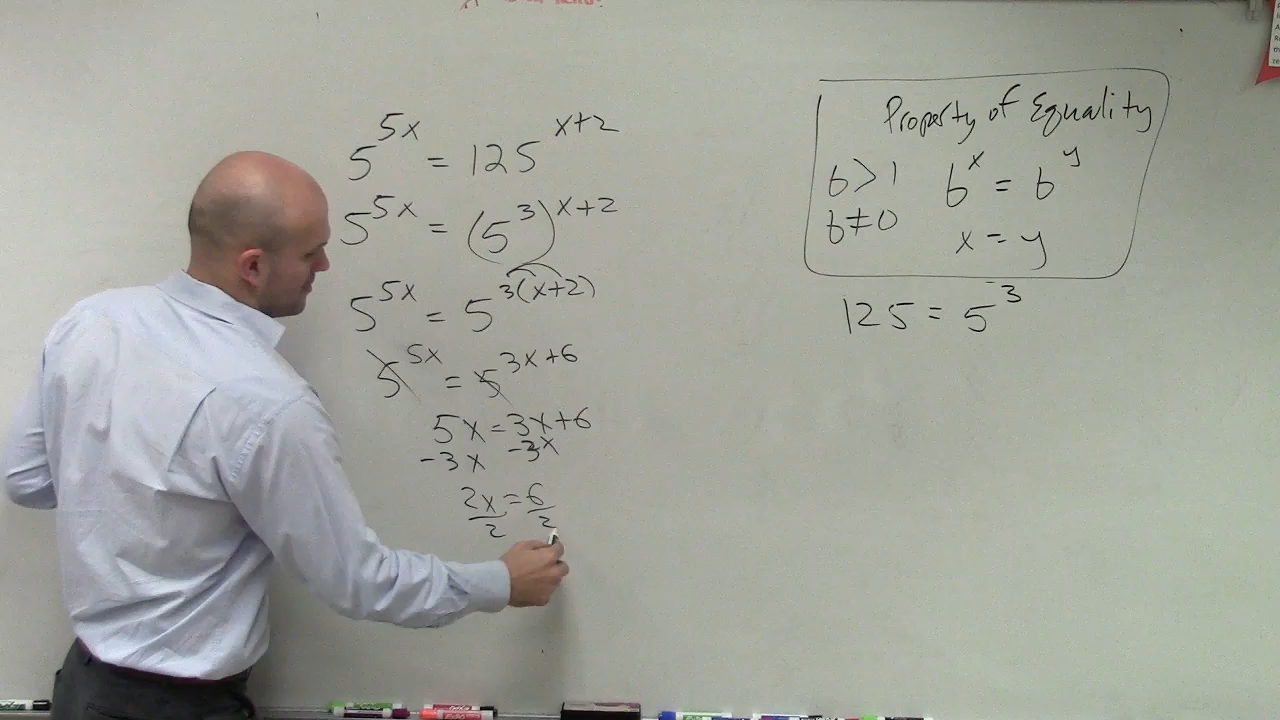 5^{5x} = 125^{x+2}
5^{5x} = (5^3)^{x+2}
5^{5x} = 5^{3(x+2)}
5^{5x} = 5^{3x+6}
5x = 3x+6
-3x -3x
2x = 6
2 2
Property of Equality
b>1 b^x = b^y
b≠0 x = y
125 = 5^3